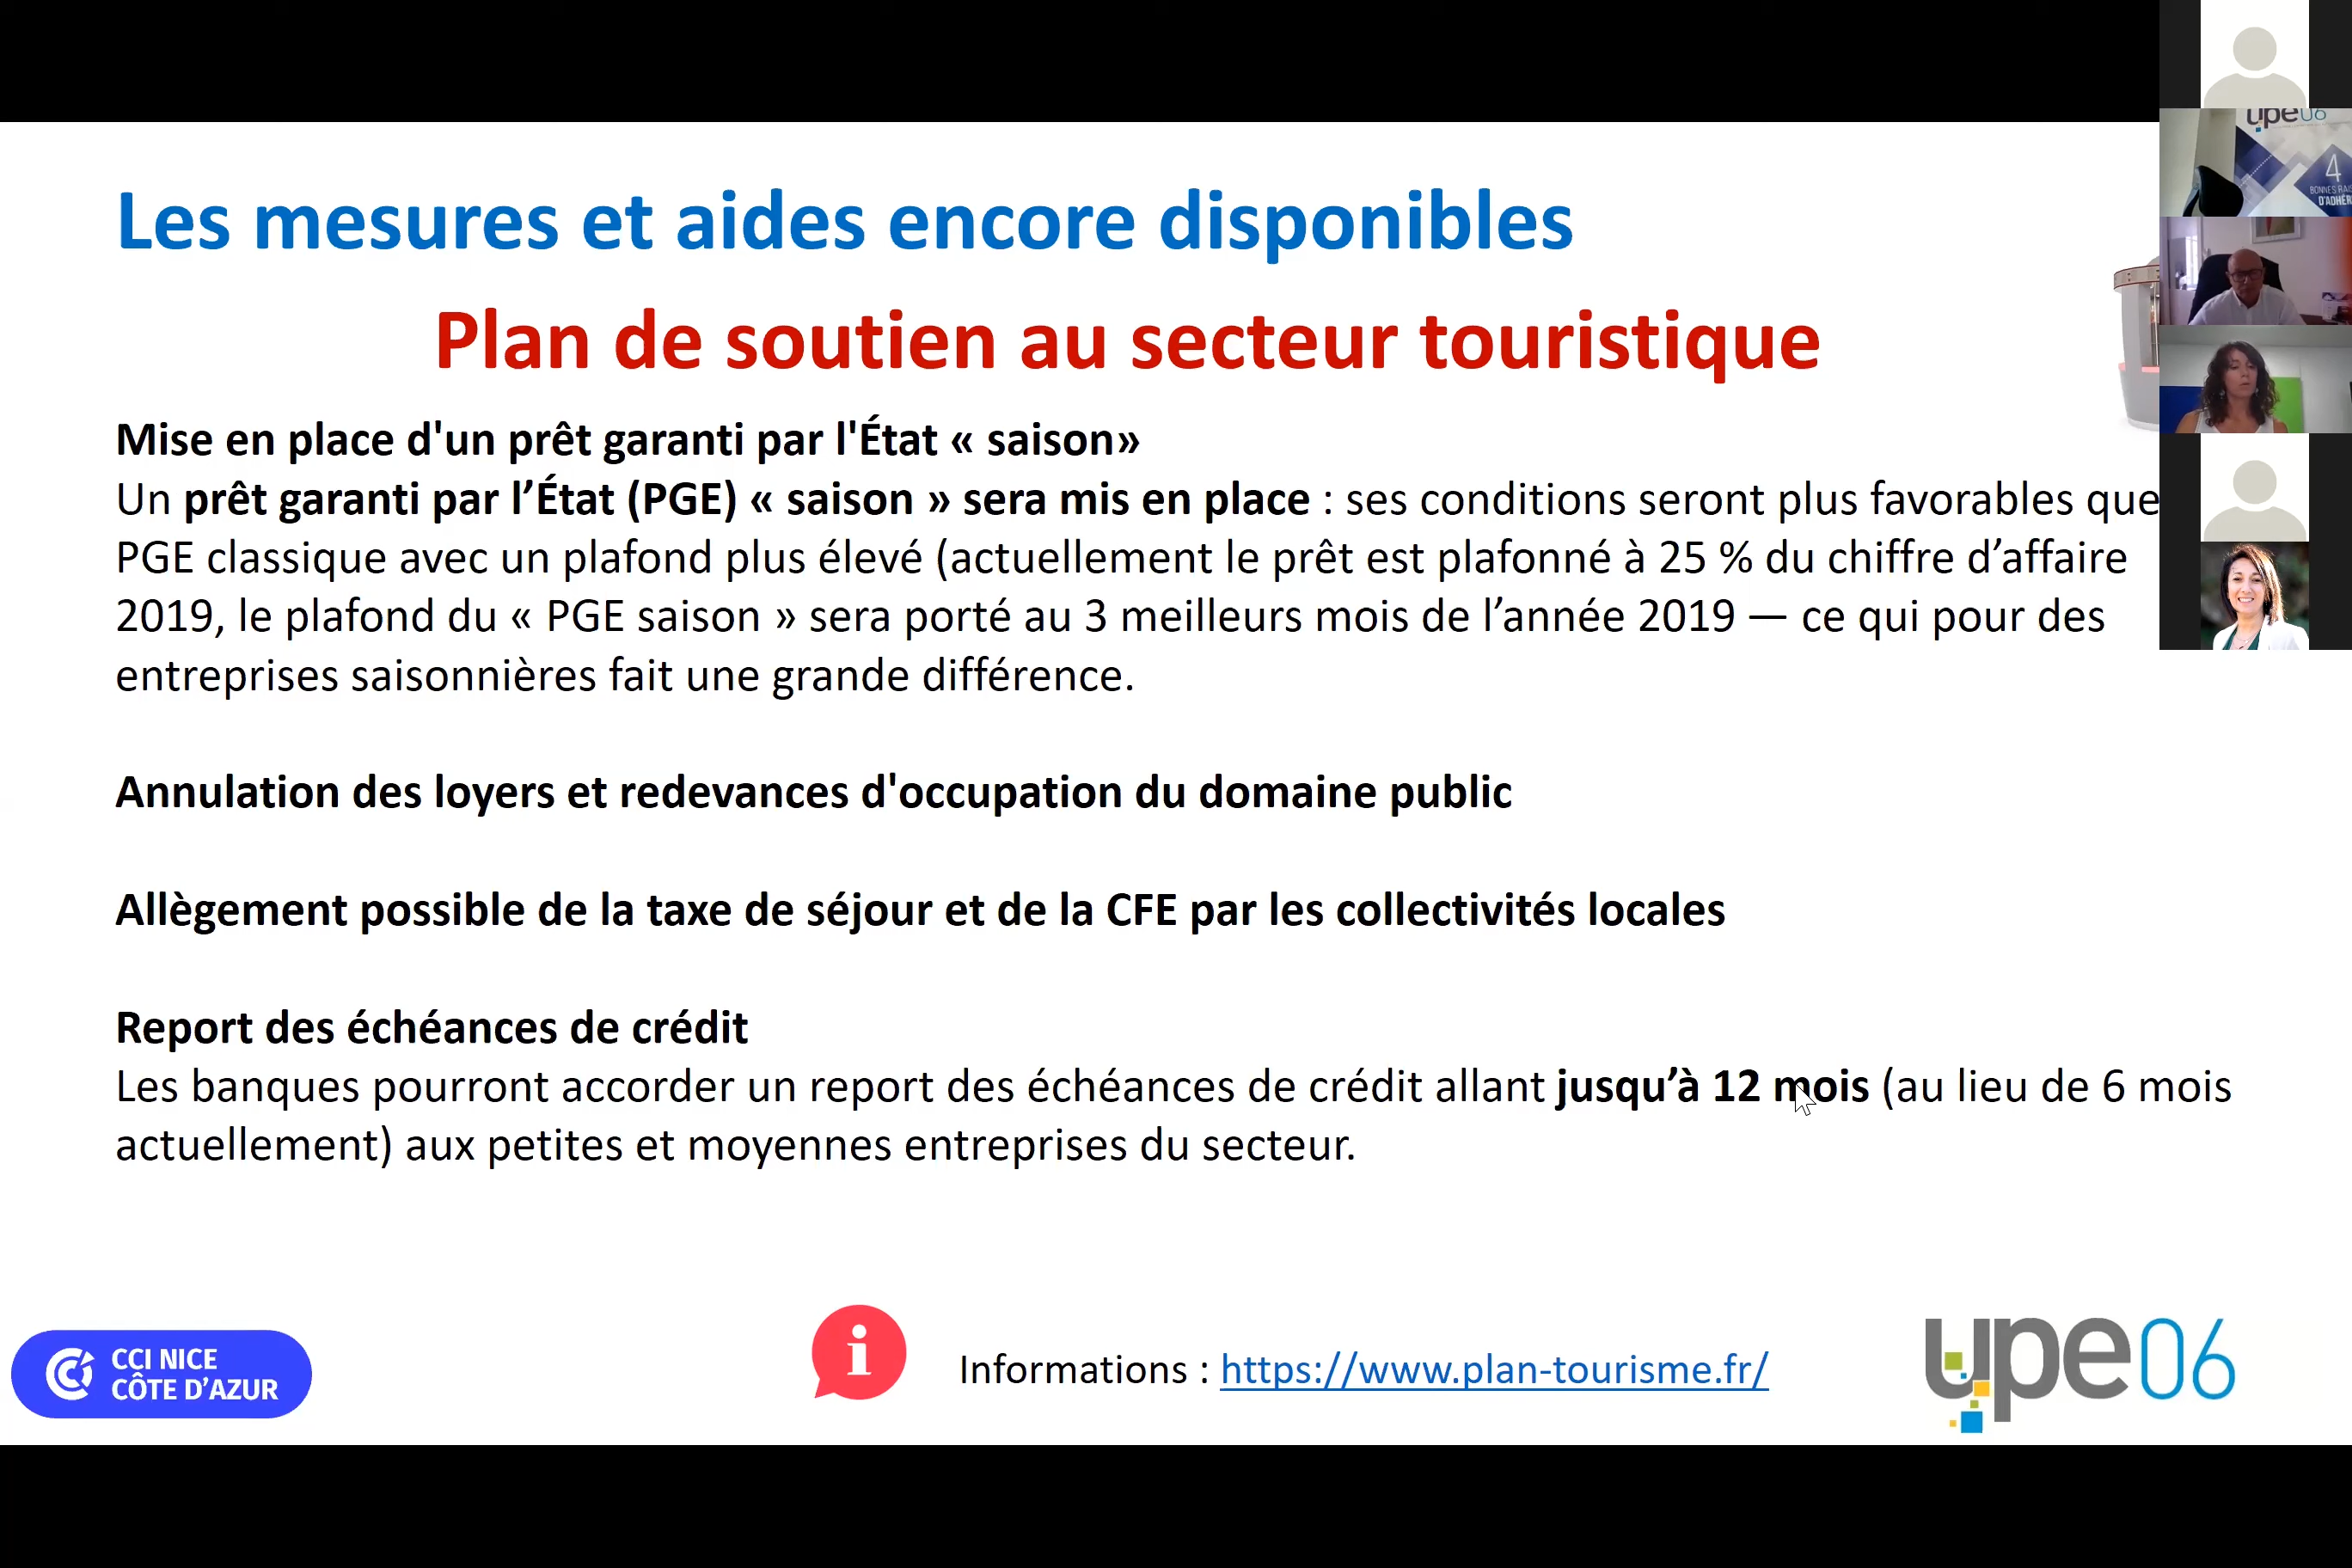 Les mesures et aides encore disponibles
Plan de soutien au secteur touristique
Mise en place d'un prêt garanti par l'État « saison»
Un prêt garanti par l’État (PGE) « saison » sera mis en place : ses conditions seront plus favorables que
PGE classique avec un plafond plus élevé (actuellement le prêt est plafonné à 25 % du chiffre d’affaire
2019, le plafond du « PGE saison » sera porté au 3 meilleurs mois de l’année 2019 — ce qui pour des
entreprises saisonnières fait une grande différence.
Annulation des loyers et redevances d'occupation du domaine public
Allègement possible de la taxe de séjour et de la CFE par les collectivités locales
Report des échéances de crédit
Les banques pourront accorder un report des échéances de crédit allant jusqu’à 12 mois (au lieu de 6 mois
actuellement) aux petites et moyennes entreprises du secteur.
CCI NICE
CÔTE D’AZUR
i
Informations : https://www.plan-tourisme.fr/
upe06
upe06
4
BONNES